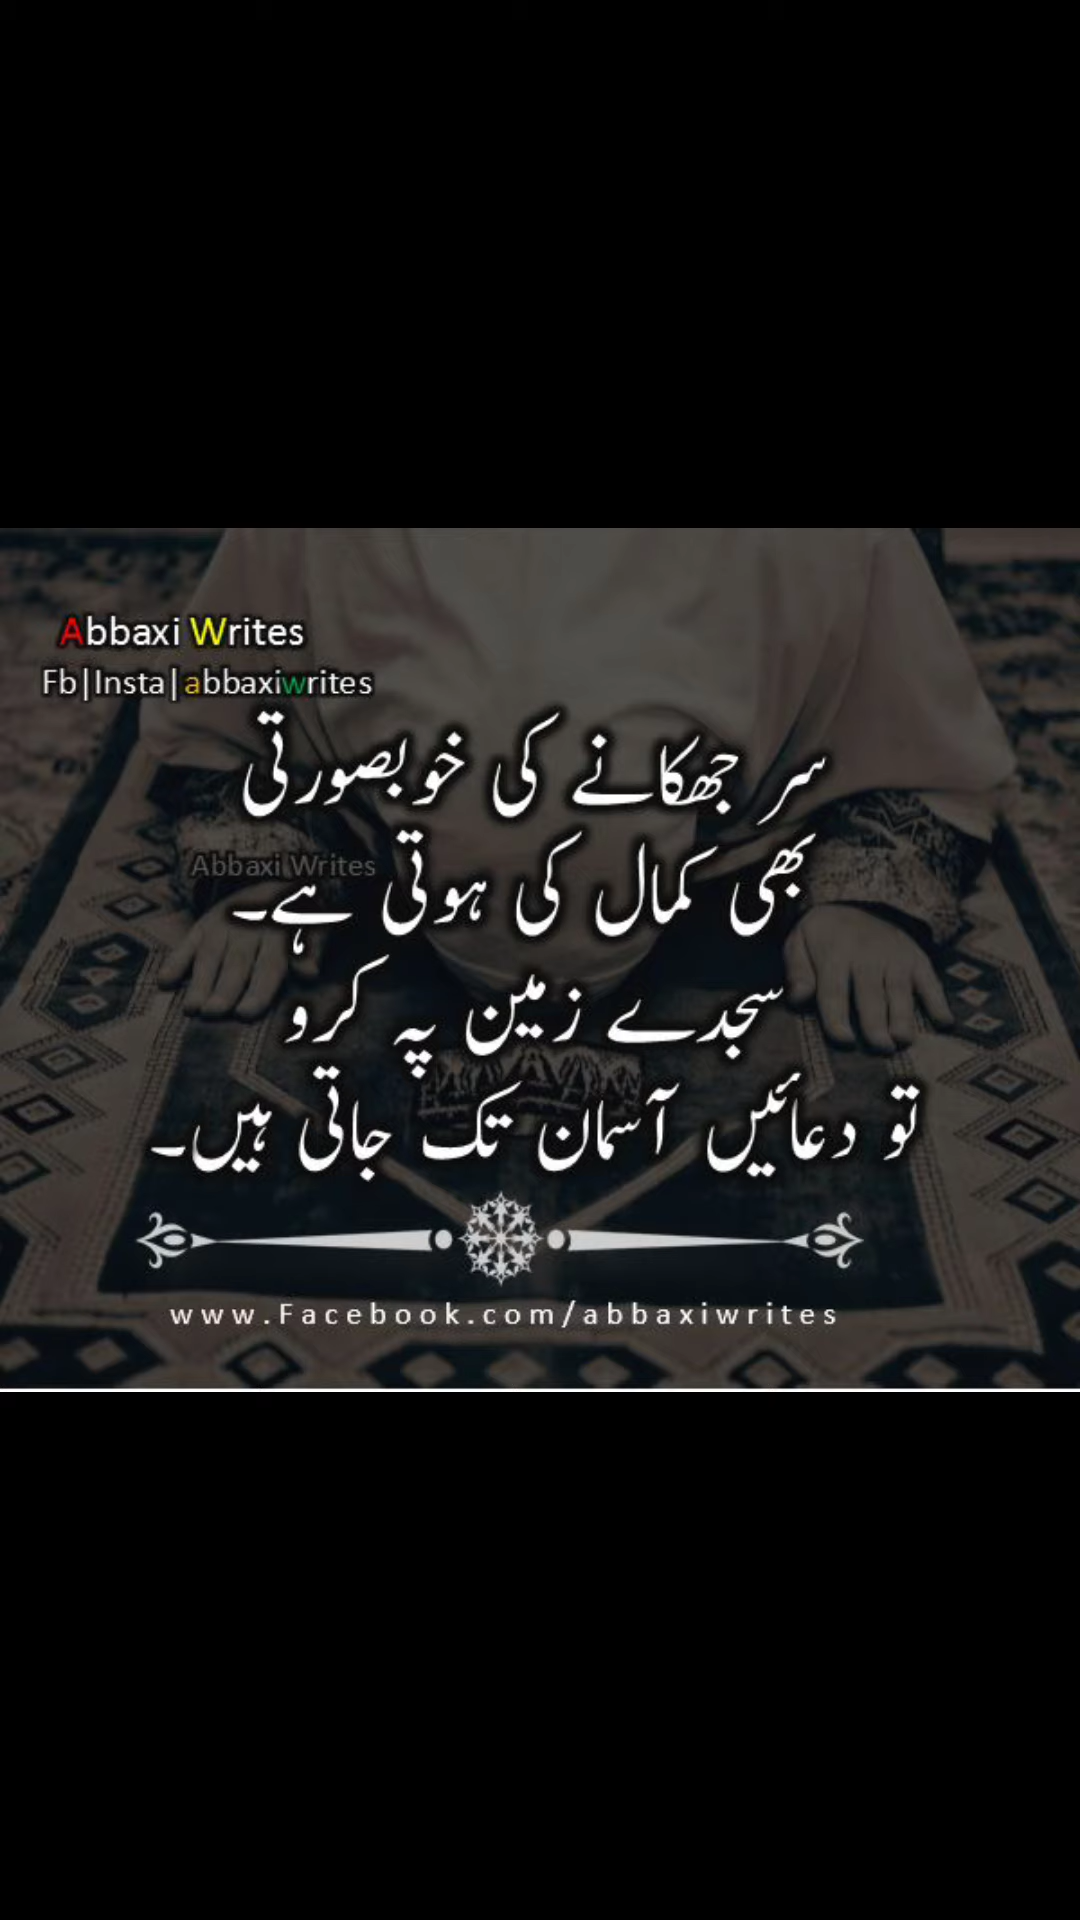 Abbaxi Writes
Fb|Insta|abbaxiwrites
سر جھکانے کی خوبصورتی
بھی کمال کی ہوتی ہے۔
Abbaxi Writes
سجدے زمین پہ کرو
تو دعائیں آسمان تک جاتی ہیں۔
www.Facebook.com/abbaxiwrites